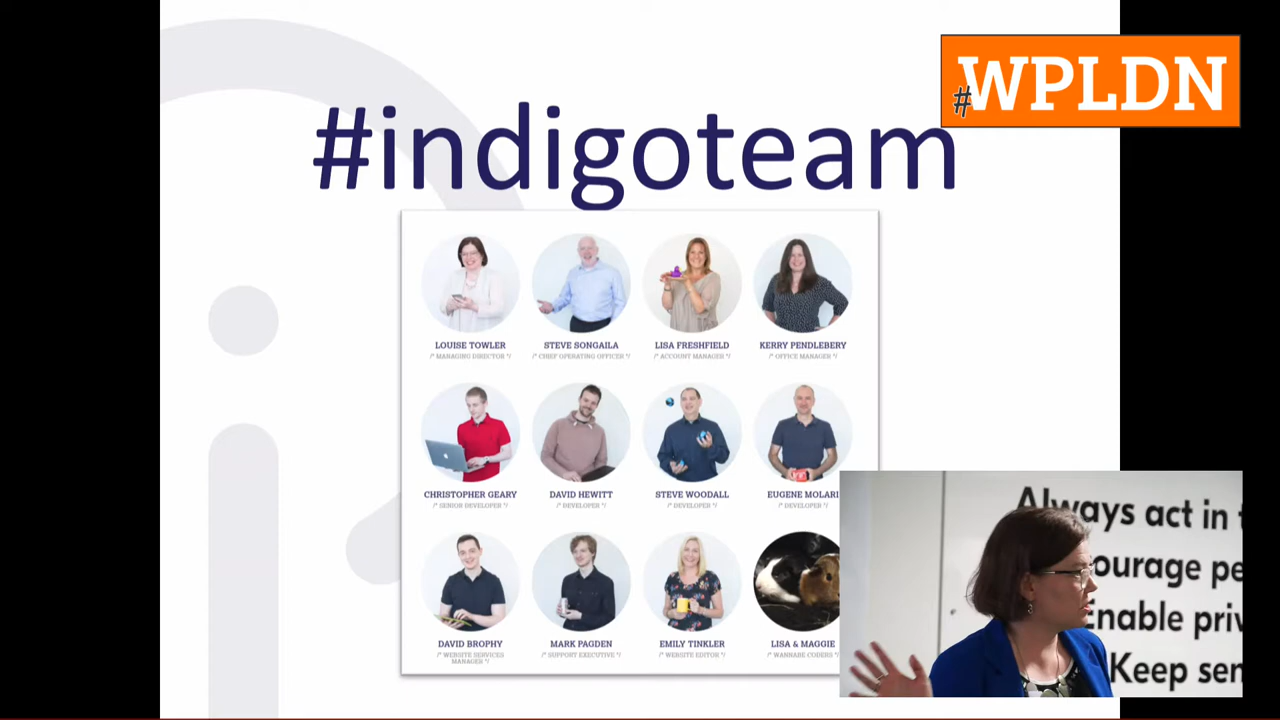 #WPLDN
#indigoteam
LOUISE TOWLER
/* MANAGING DIRECTOR */
STEVE SONGAILA
/* CHIEF OPERATING OFFICER */
LISA FRESHFIELD
/* ACCOUNT MANAGER */
KERRY PENDLEBERY
/* OFFICE MANAGER */
CHRISTOPHER GEARY
/* SENIOR DEVELOPER */
DAVID HEWITT
/* DEVELOPER */
STEVE WOODALL
/* DEVELOPER */
EUGENE MOLARI
/* DEVELOPER */
DAVID BROPHY
/* WEBSITE SERVICES
MANAGER */
MARK PAGDEN
/* SUPPORT EXECUTIVE */
EMILY TINKLER
/* WEBSITE EDITOR */
LISA & MAGGIE
/* WANNABE CODERS */
Always act in
ourage pe
Enable priv
Keep sen